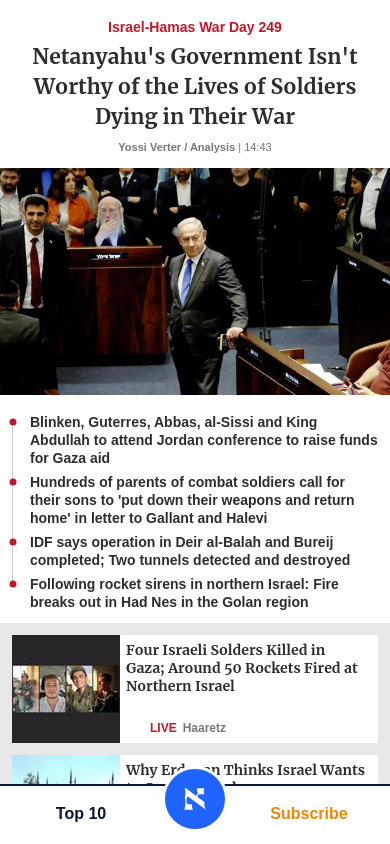 Israel-Hamas War Day 249
Netanyahu's Government Isn't
Worthy of the Lives of Soldiers
Dying in Their War
Yossi Verter / Analysis | 14:43
Blinken, Guterres, Abbas, al-Sissi and King
Abdullah to attend Jordan conference to raise funds
for Gaza aid
Hundreds of parents of combat soldiers call for
their sons to 'put down their weapons and return
home' in letter to Gallant and Halevi
IDF says operation in Deir al-Balah and Bureij
completed; Two tunnels detected and destroyed
Following rocket sirens in northern Israel: Fire
breaks out in Had Nes in the Golan region
Four Israeli Solders Killed in
Gaza; Around 50 Rockets Fired at
Northern Israel
LIVE Haaretz
Why Thinks Israel Wants
Top 10
Subscribe